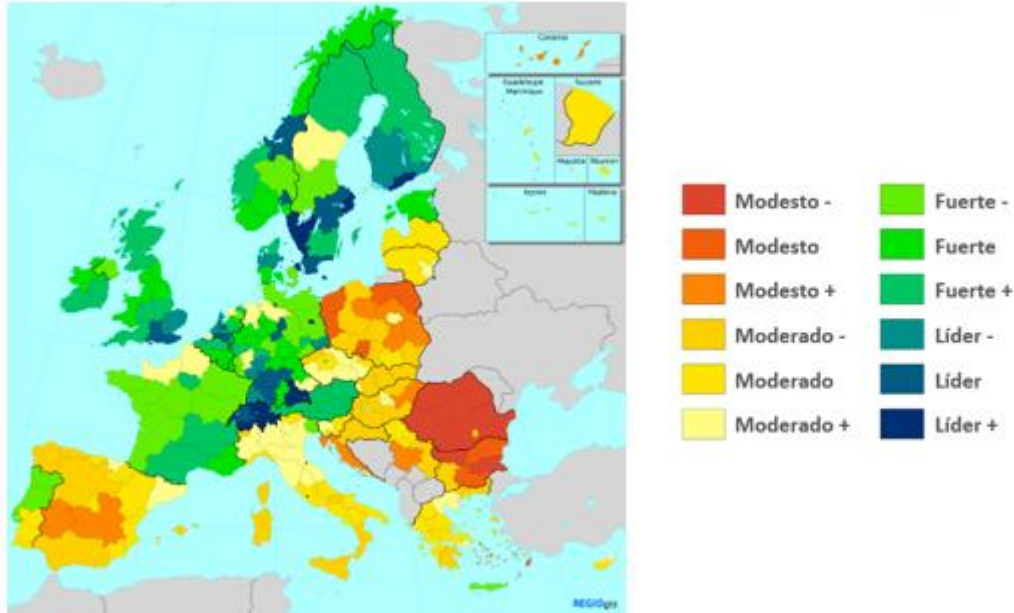 Canarias
Guadeloupe
Martinique
Guyane
Mayotte
Réunion
Açores
Madeira
Modesto -
Modesto
Modesto +
Moderado -
Moderado
Moderado +
Fuerte -
Fuerte
Fuerte +
Líder -
Líder
Líder +
REGIOgis